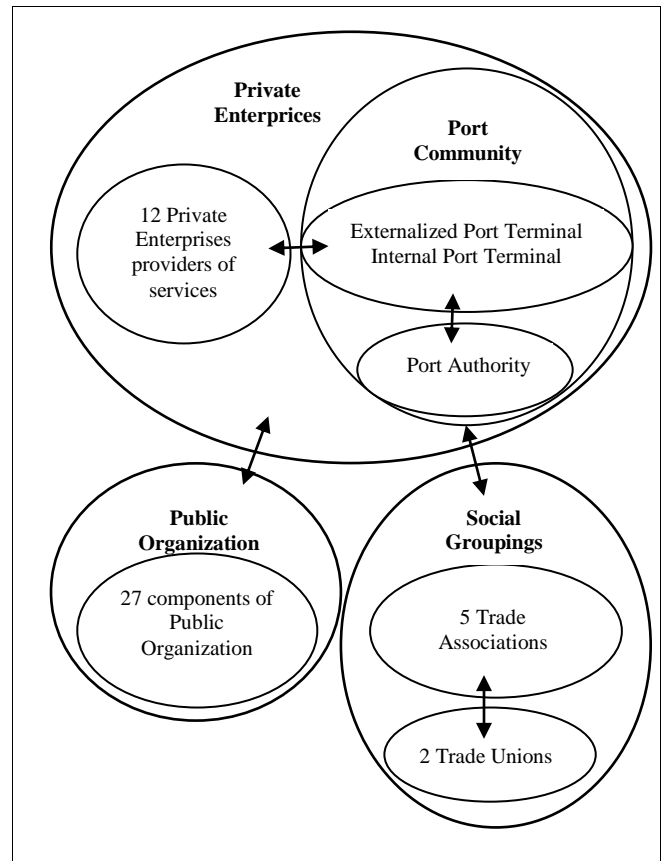 Private
Enterprices
Port
Community
12 Private
Enterprises
providers of
services
Externalized Port Terminal
Internal Port Terminal
Port Authority
Public
Organization
27 components of
Public
Organization
Social
Groupings
5 Trade
Associations
2 Trade Unions